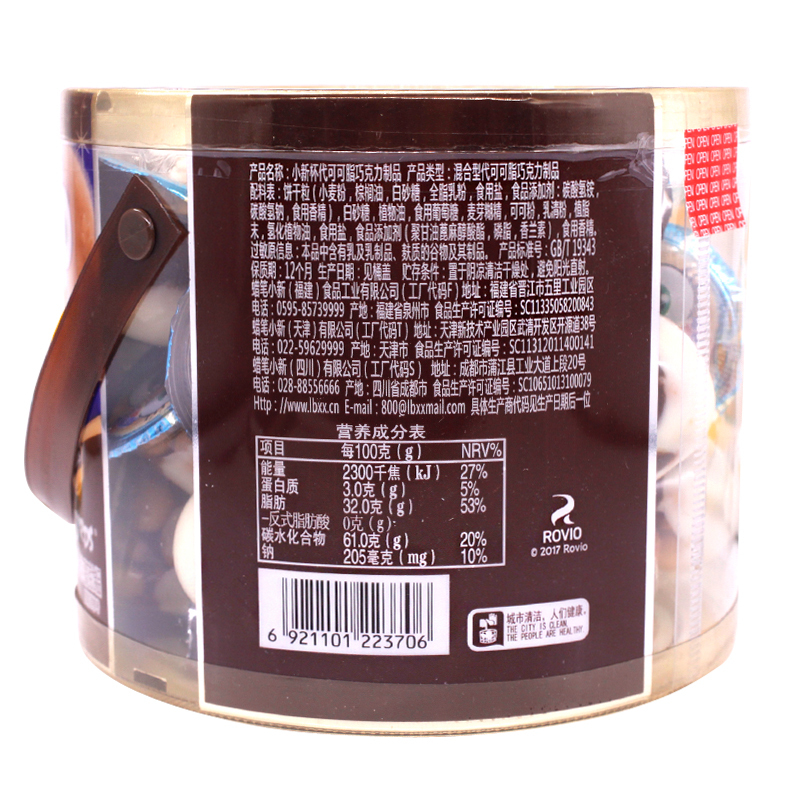 产品名称：小新杯代可可脂巧克力制品 产品类型：混合型代可可脂巧克力制品
配料表：饼干粒（小麦粉，棕榈油，白砂糖，全脂乳粉，食用盐，食品添加剂：碳酸氢铵，
碳酸氢钠，食用香精），白砂糖，植物油，食用葡萄糖，麦芽糊精，可可粉，乳清粉，植脂
末，氢化植物油，食用盐，食品添加剂（聚甘油蓖麻醇酸酯，磷脂，香兰素），食用香精。
过敏原信息：本品中含有乳及乳制品、麸质的谷物及其制品。 产品标准号：GB/T 19343
保质期：12个月 生产日期：见桶盖 贮存条件：置于阴凉清洁干燥处，避免阳光直射。
蜡笔小新（福建）食品工业有限公司（工厂代码F）地址：福建省晋江市五里工业园区
电话：0595-85739999 产地：福建省泉州市 食品生产许可证编号：SC11335058200843
蜡笔小新（天津）有限公司（工厂代码T）地址：天津新技术产业园区武清开发区开源道38号
电话：022-59629999 产地：天津市 食品生产许可证编号：SC11312011400141
蜡笔小新（四川）有限公司（工厂代码S）地址：成都市蒲江县工业大道上段20号
电话：028-88556666 产地：四川省成都市 食品生产许可证编号：SC10651013100079
Http://www.lbxx.cn E-mail：800@lbxxmail.com 具体生产商代码见生产日期后一位
营养成分表
项目 每100克（g） NRV%
能量 2300千焦（kJ） 27%
蛋白质 3.0克（g） 5%
脂肪 32.0克（g） 53%
-反式脂肪酸 0克（g）
碳水化合物 61.0克（g） 20%
钠 205毫克（mg） 10%
ROVIO
© 2017 Rovio
6 921101 223706
城市清洁，人们健康。
THE CITY IS CLEAN,
THE PEOPLE ARE HEALTHY
OPEN OPEN OPEN OPEN